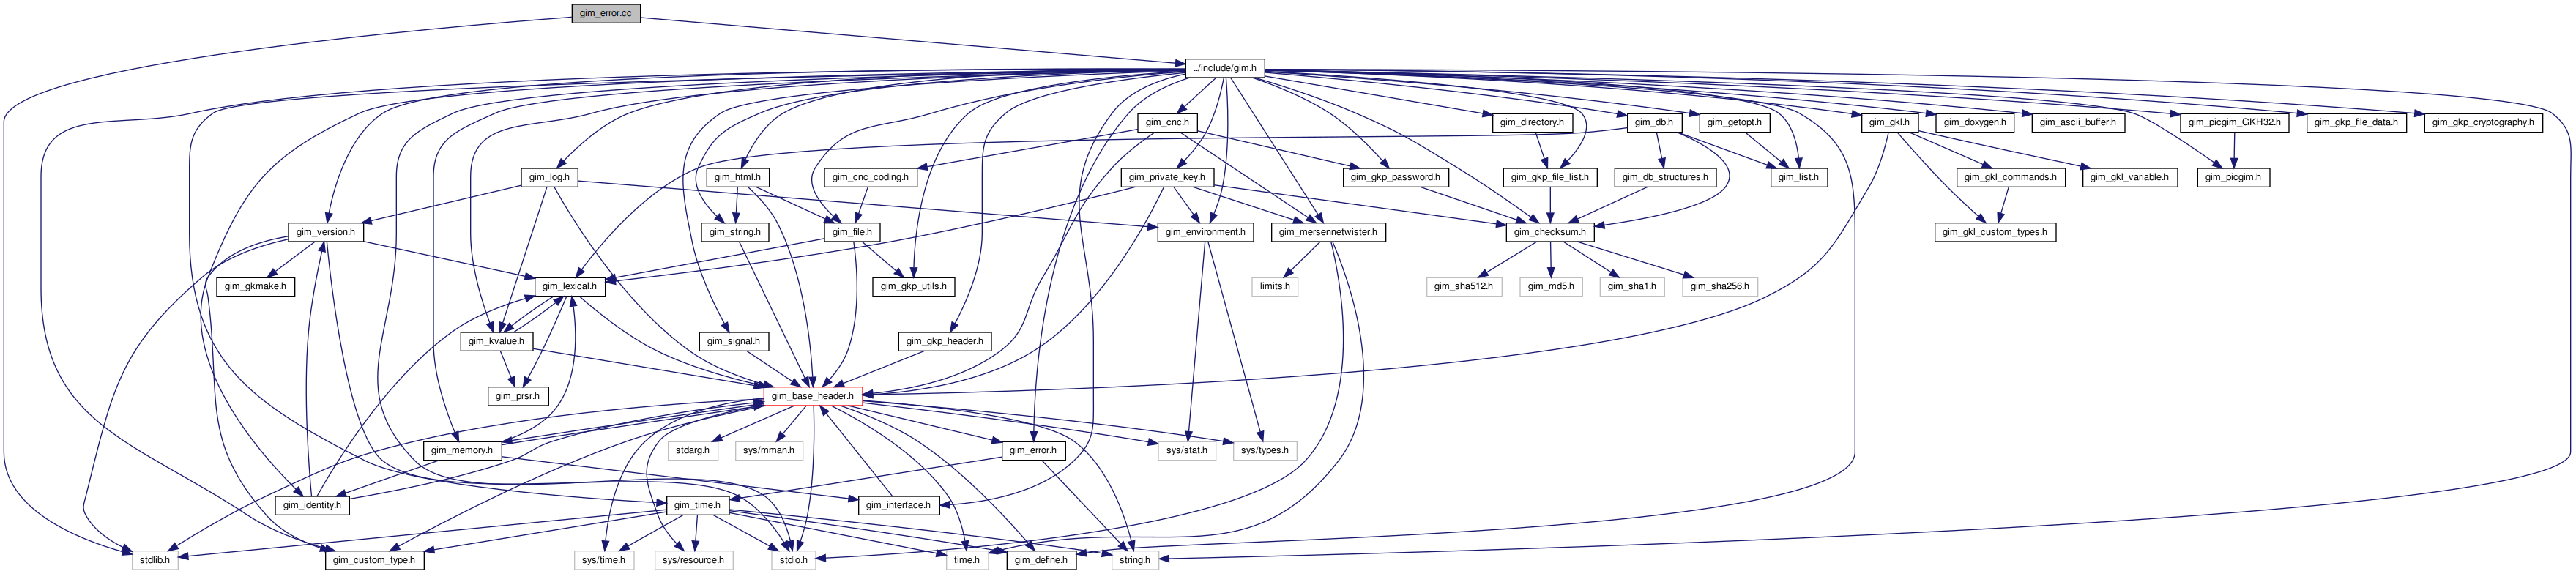 gim_error.cc
../include/gim.h
gim_cnc.h
gim_directory.h
gim_db.h
gim_getopt.h
gim_gkl.h
gim_doxygen.h
gim_ascii_buffer.h
gim_picgim_GKH32.h
gim_gkp_file_data.h
gim_gkp_cryptography.h
gim_log.h
gim_html.h
gim_cnc_coding.h
gim_private_key.h
gim_gkp_password.h
gim_gkp_file_list.h
gim_db_structures.h
gim_list.h
gim_gkl_commands.h
gim_gkl_variable.h
gim_picgim.h
gim_version.h
gim_string.h
gim_file.h
gim_environment.h
gim_mersennetwister.h
gim_checksum.h
gim_gkl_custom_types.h
gim_gkmake.h
gim_lexical.h
gim_gkp_utils.h
limits.h
gim_sha512.h
gim_md5.h
gim_sha1.h
gim_sha256.h
gim_kvalue.h
gim_signal.h
gim_gkp_header.h
gim_prsr.h
gim_base_header.h
gim_memory.h
stdarg.h
sys/mman.h
gim_error.h
sys/stat.h
sys/types.h
gim_identity.h
gim_time.h
gim_interface.h
stdlib.h
gim_custom_type.h
sys/time.h
sys/resource.h
stdio.h
time.h
gim_define.h
string.h